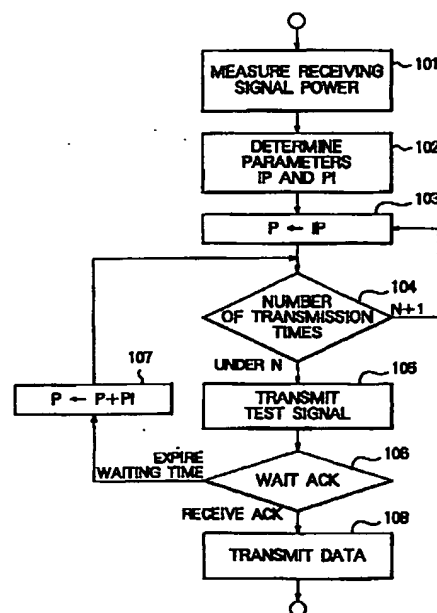 101
MEASURE RECEIVING
SIGNAL POWER
102
DETERMINE
PARAMETERS
IP AND PI
103
P ← IP
104
NUMBER
OF TRANSMISSION
TIMES
N+1
UNDER N
105
TRANSMIT
TEST SIGNAL
107
P ← P+PI
EXPIRE
WAITING TIME
106
WAIT ACK
RECEIVE ACK
108
TRANSMIT DATA